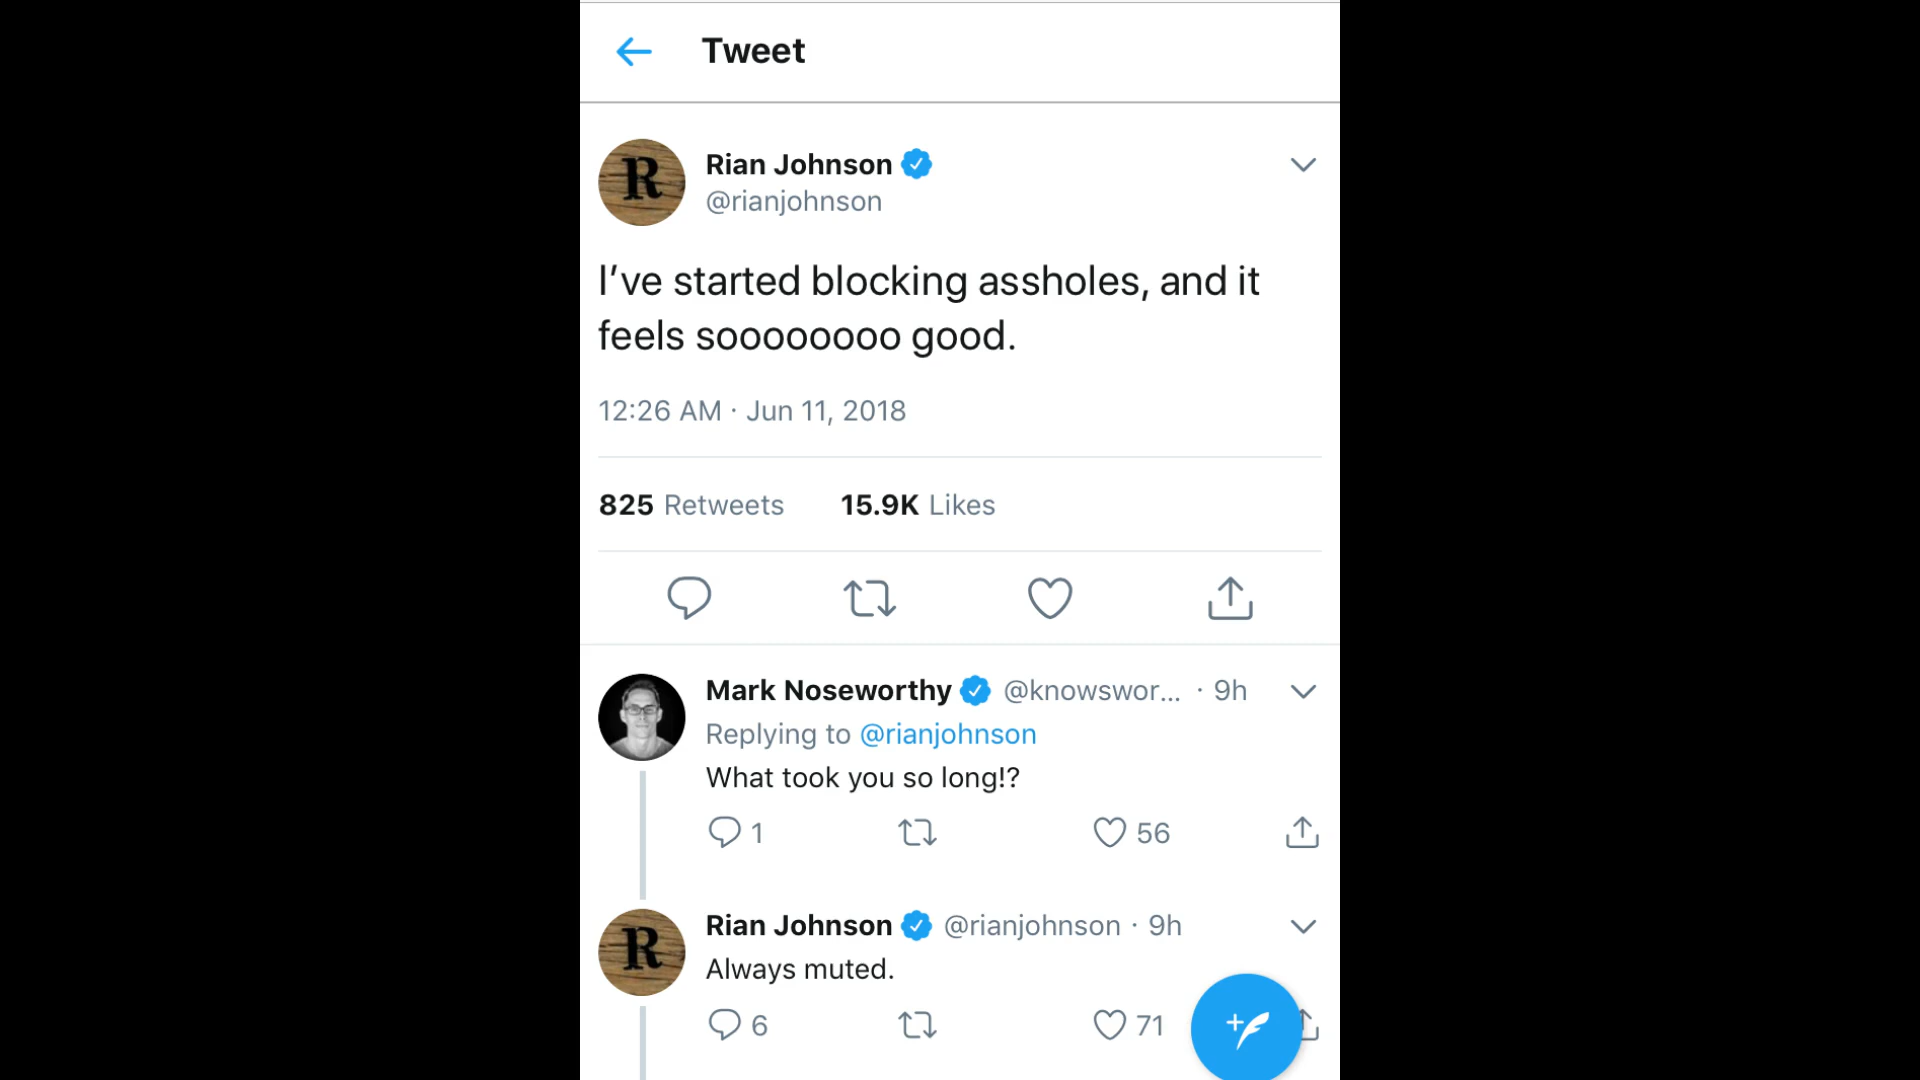 Tweet
R
Rian Johnson
@rianjohnson
I’ve started blocking assholes, and it
feels soooooooo good.
12:26 AM · Jun 11, 2018
825 Retweets 15.9K Likes
Mark Noseworthy @knowswor... · 9h
Replying to @rianjohnson
What took you so long!?
1 56
R
Rian Johnson @rianjohnson · 9h
Always muted.
6 71